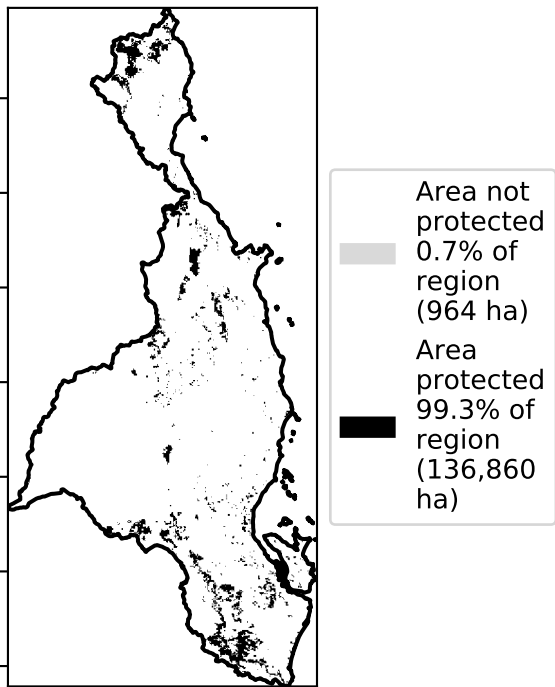 Area not
protected
0.7% of
region
(964 ha)
Area
protected
99.3% of
region
(136,860
ha)